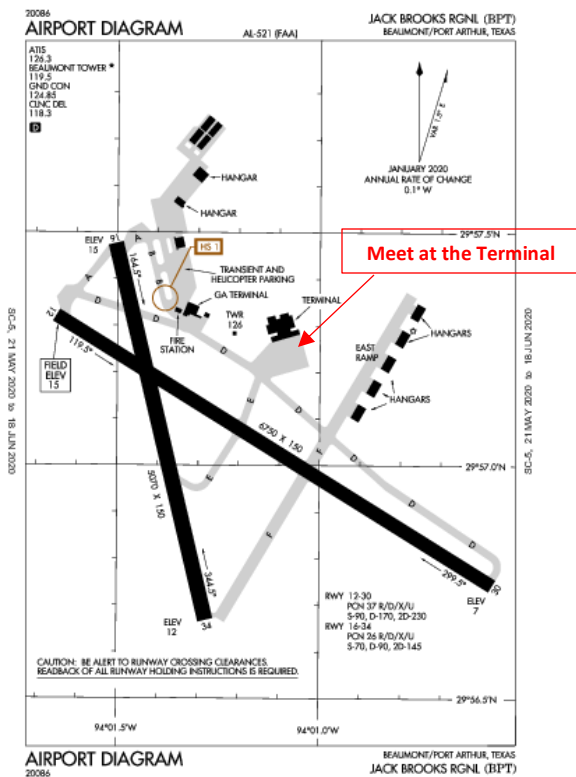 20086
AIRPORT DIAGRAM
AL-521 (FAA)
JACK BROOKS RGNL (BPT)
BEAUMONT/PORT ARTHUR, TEXAS
ATIS
126.3
BEAUMONT TOWER *
119.5
GND CON
124.85
CLNC DEL
118.3
D
VAR 1.5° E
JANUARY 2020
ANNUAL RATE OF CHANGE
0.1° W
HANGAR
HANGAR
29°57.5'N
ELEV
15
A
A
B
B
HS 1
164.5°
TRANSIENT AND
HELICOPTER PARKING
GA TERMINAL
TWR
126
FIRE
STATION
TERMINAL
Meet at the Terminal
EAST
RAMP
HANGARS
HANGARS
D
D
D
12
119.5°
FIELD
ELEV
15
E
E
6750 X 150
F
D
29°57.0'N
5070 X 150
D
D
F
344.5°
299.5°
30
ELEV
7
ELEV
12
34
RWY 12-30
PCN 37 R/D/X/U
S-90, D-170, 2D-230
RWY 16-34
PCN 26 R/D/X/U
S-70, D-90, 2D-145
CAUTION: BE ALERT TO RUNWAY CROSSING CLEARANCES.
READBACK OF ALL RUNWAY HOLDING INSTRUCTIONS IS REQUIRED.
29°56.5'N
94°01.5'W
94°01.0'W
SC-5, 21 MAY 2020 to 18 JUN 2020
SC-5, 21 MAY 2020 to 18 JUN 2020
AIRPORT DIAGRAM
20086
BEAUMONT/PORT ARTHUR, TEXAS
JACK BROOKS RGNL (BPT)